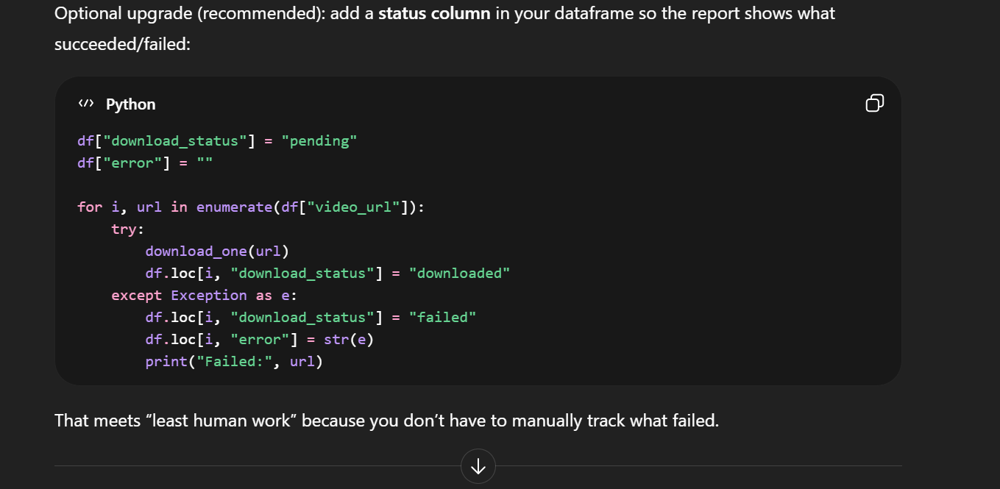 Optional upgrade (recommended): add a status column in your dataframe so the report shows what
succeeded/failed:
Python
df["download_status"] = "pending"
df["error"] = ""
for i, url in enumerate(df["video_url"]):
    try:
        download_one(url)
        df.loc[i, "download_status"] = "downloaded"
    except Exception as e:
        df.loc[i, "download_status"] = "failed"
        df.loc[i, "error"] = str(e)
        print("Failed:", url)
That meets “least human work” because you don’t have to manually track what failed.